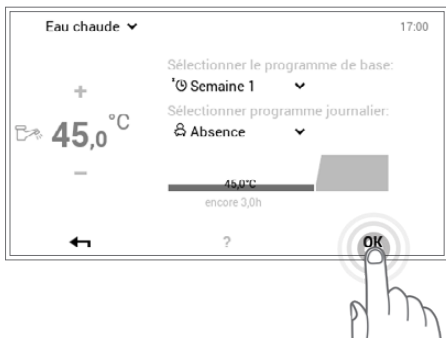 Eau chaude
17:00
Sélectionner le programme de base:
Semaine 1
Sélectionner programme journalier:
Absence
+
45,0°C
–
45,0°C
encore 3,0h
?
OK